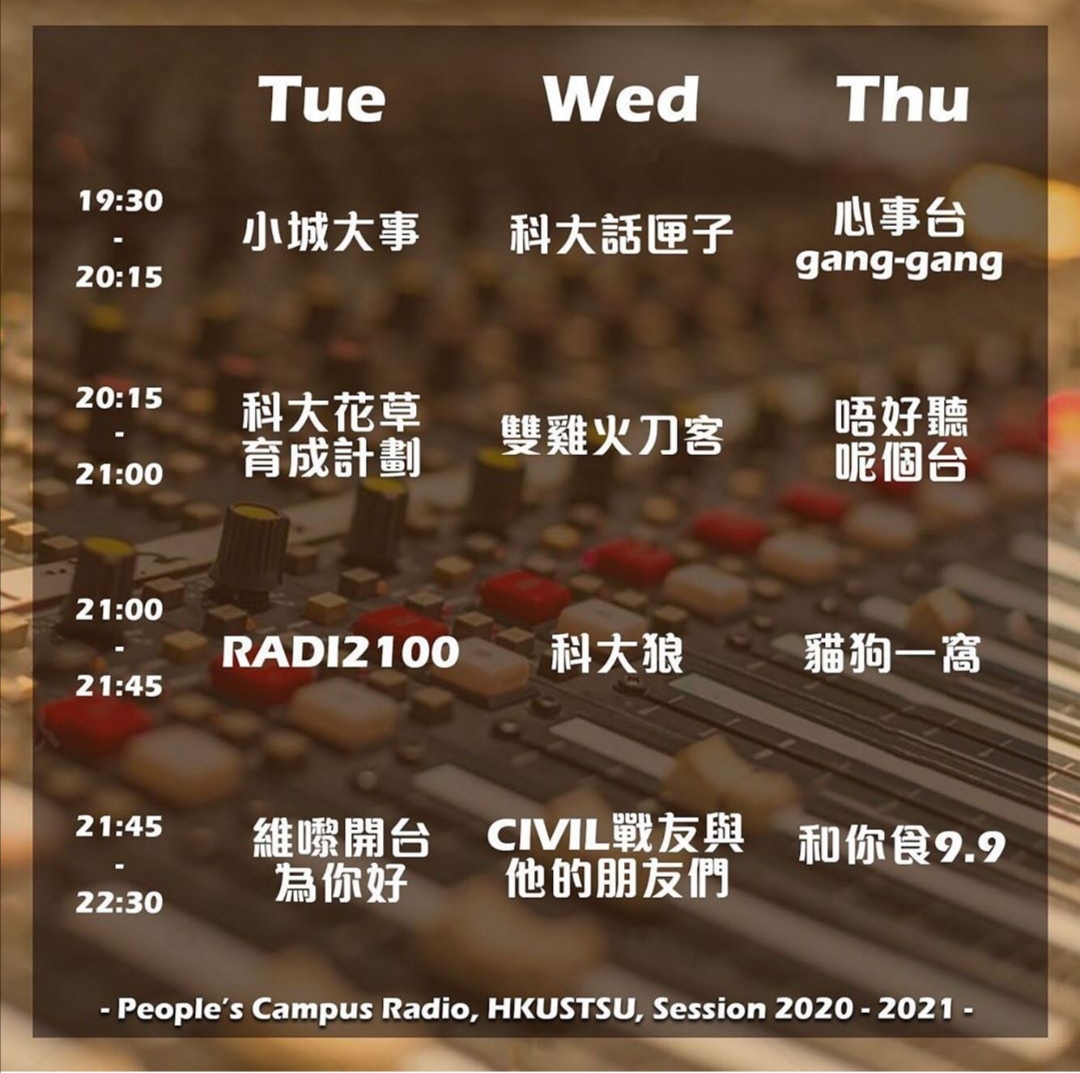 Tue Wed Thu
19:30
-
20:15
小城大事
科大話匣子
心事台
gang-gang
20:15
-
21:00
科大花草
育成計劃
雙雞火刀客
唔好聽
呢個台
21:00
-
21:45
RADI2100
科大狼
貓狗一窩
21:45
-
22:30
維嚟開台
為你好
CIVIL戰友與
他的朋友們
和你食9.9
- People's Campus Radio, HKUSTSU, Session 2020 - 2021 -